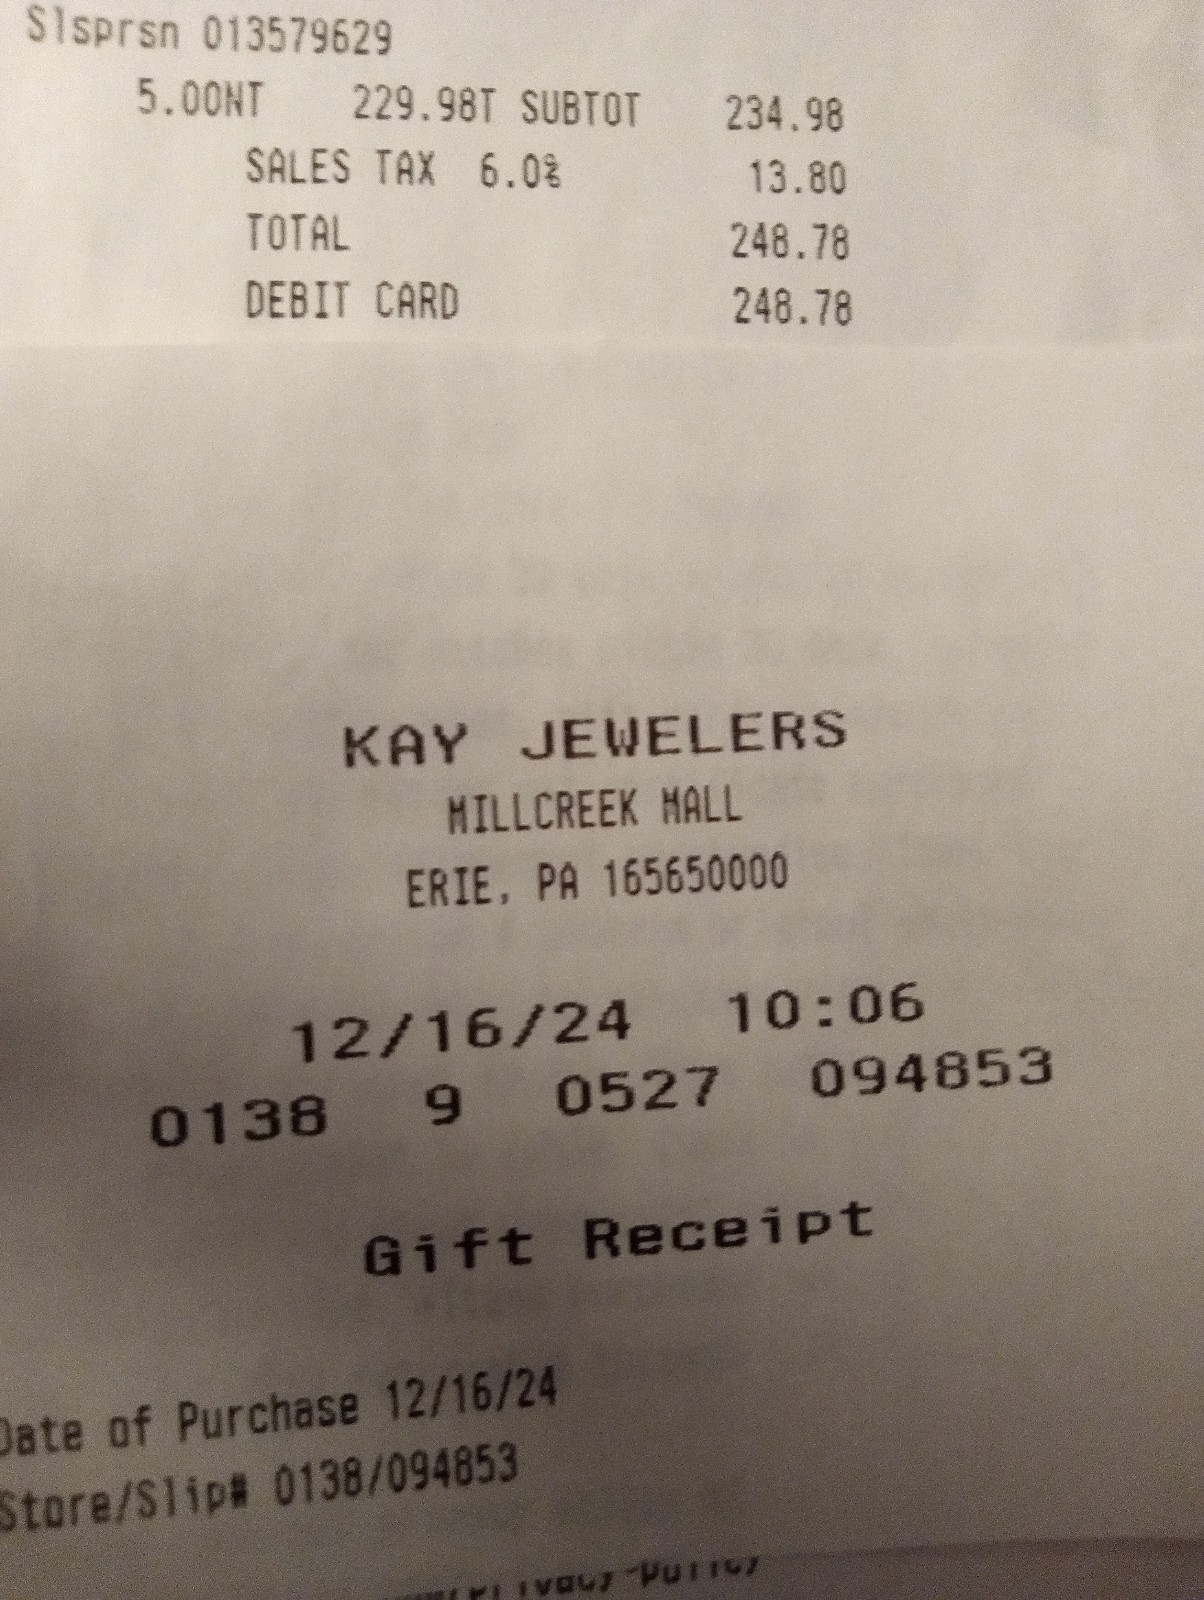 Slsprsn 013579629
5.00NT 229.98T SUBTOT 234.98
SALES TAX 6.0% 13.80
TOTAL 248.78
DEBIT CARD 248.78
KAY JEWELERS
MILLCREEK MALL
ERIE, PA 165650000
12/16/24 10:06
0138 9 0527 094853
Gift Receipt
Date of Purchase 12/16/24
Store/Slip# 0138/094853